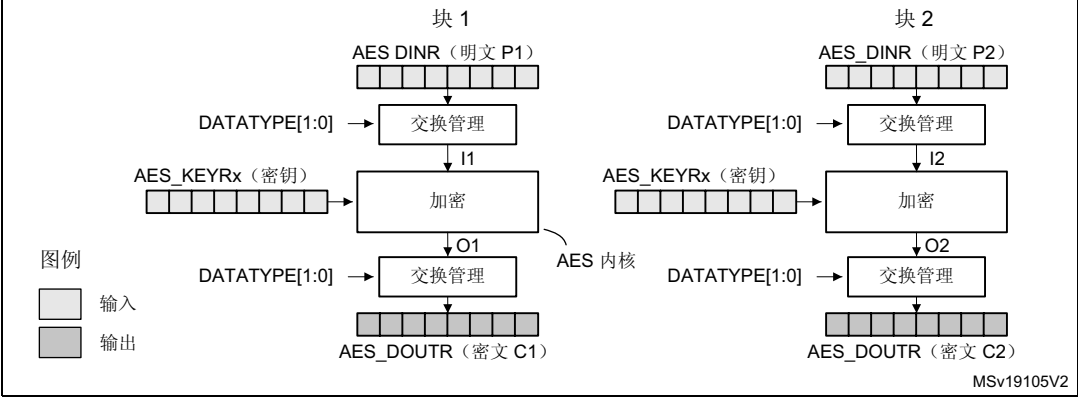 块 1
块 2
AES DINR（明文 P1）
AES_DINR（明文 P2）
DATATYPE[1:0]
交换管理
DATATYPE[1:0]
交换管理
I1
I2
AES_KEYRx（密钥）
加密
AES_KEYRx（密钥）
加密
O1
O2
AES 内核
图例
DATATYPE[1:0]
交换管理
DATATYPE[1:0]
交换管理
输入
输出
AES_DOUTR（密文 C1）
AES_DOUTR（密文 C2）
MSv19105V2